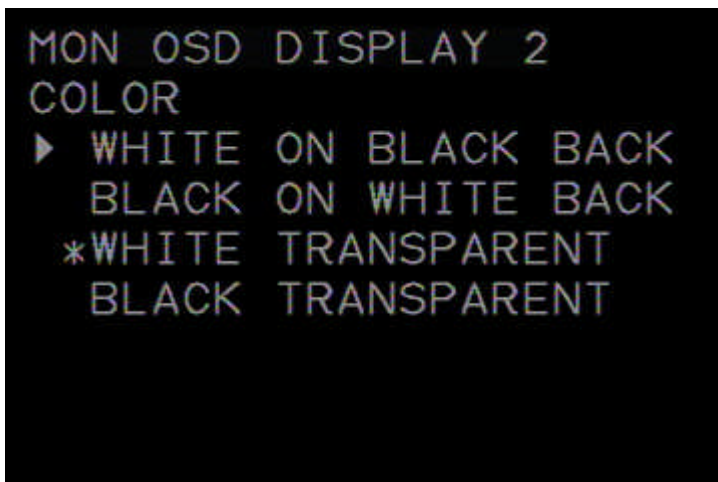 MON OSD DISPLAY 2
COLOR
▶ WHITE ON BLACK BACK
BLACK ON WHITE BACK
*WHITE TRANSPARENT
BLACK TRANSPARENT